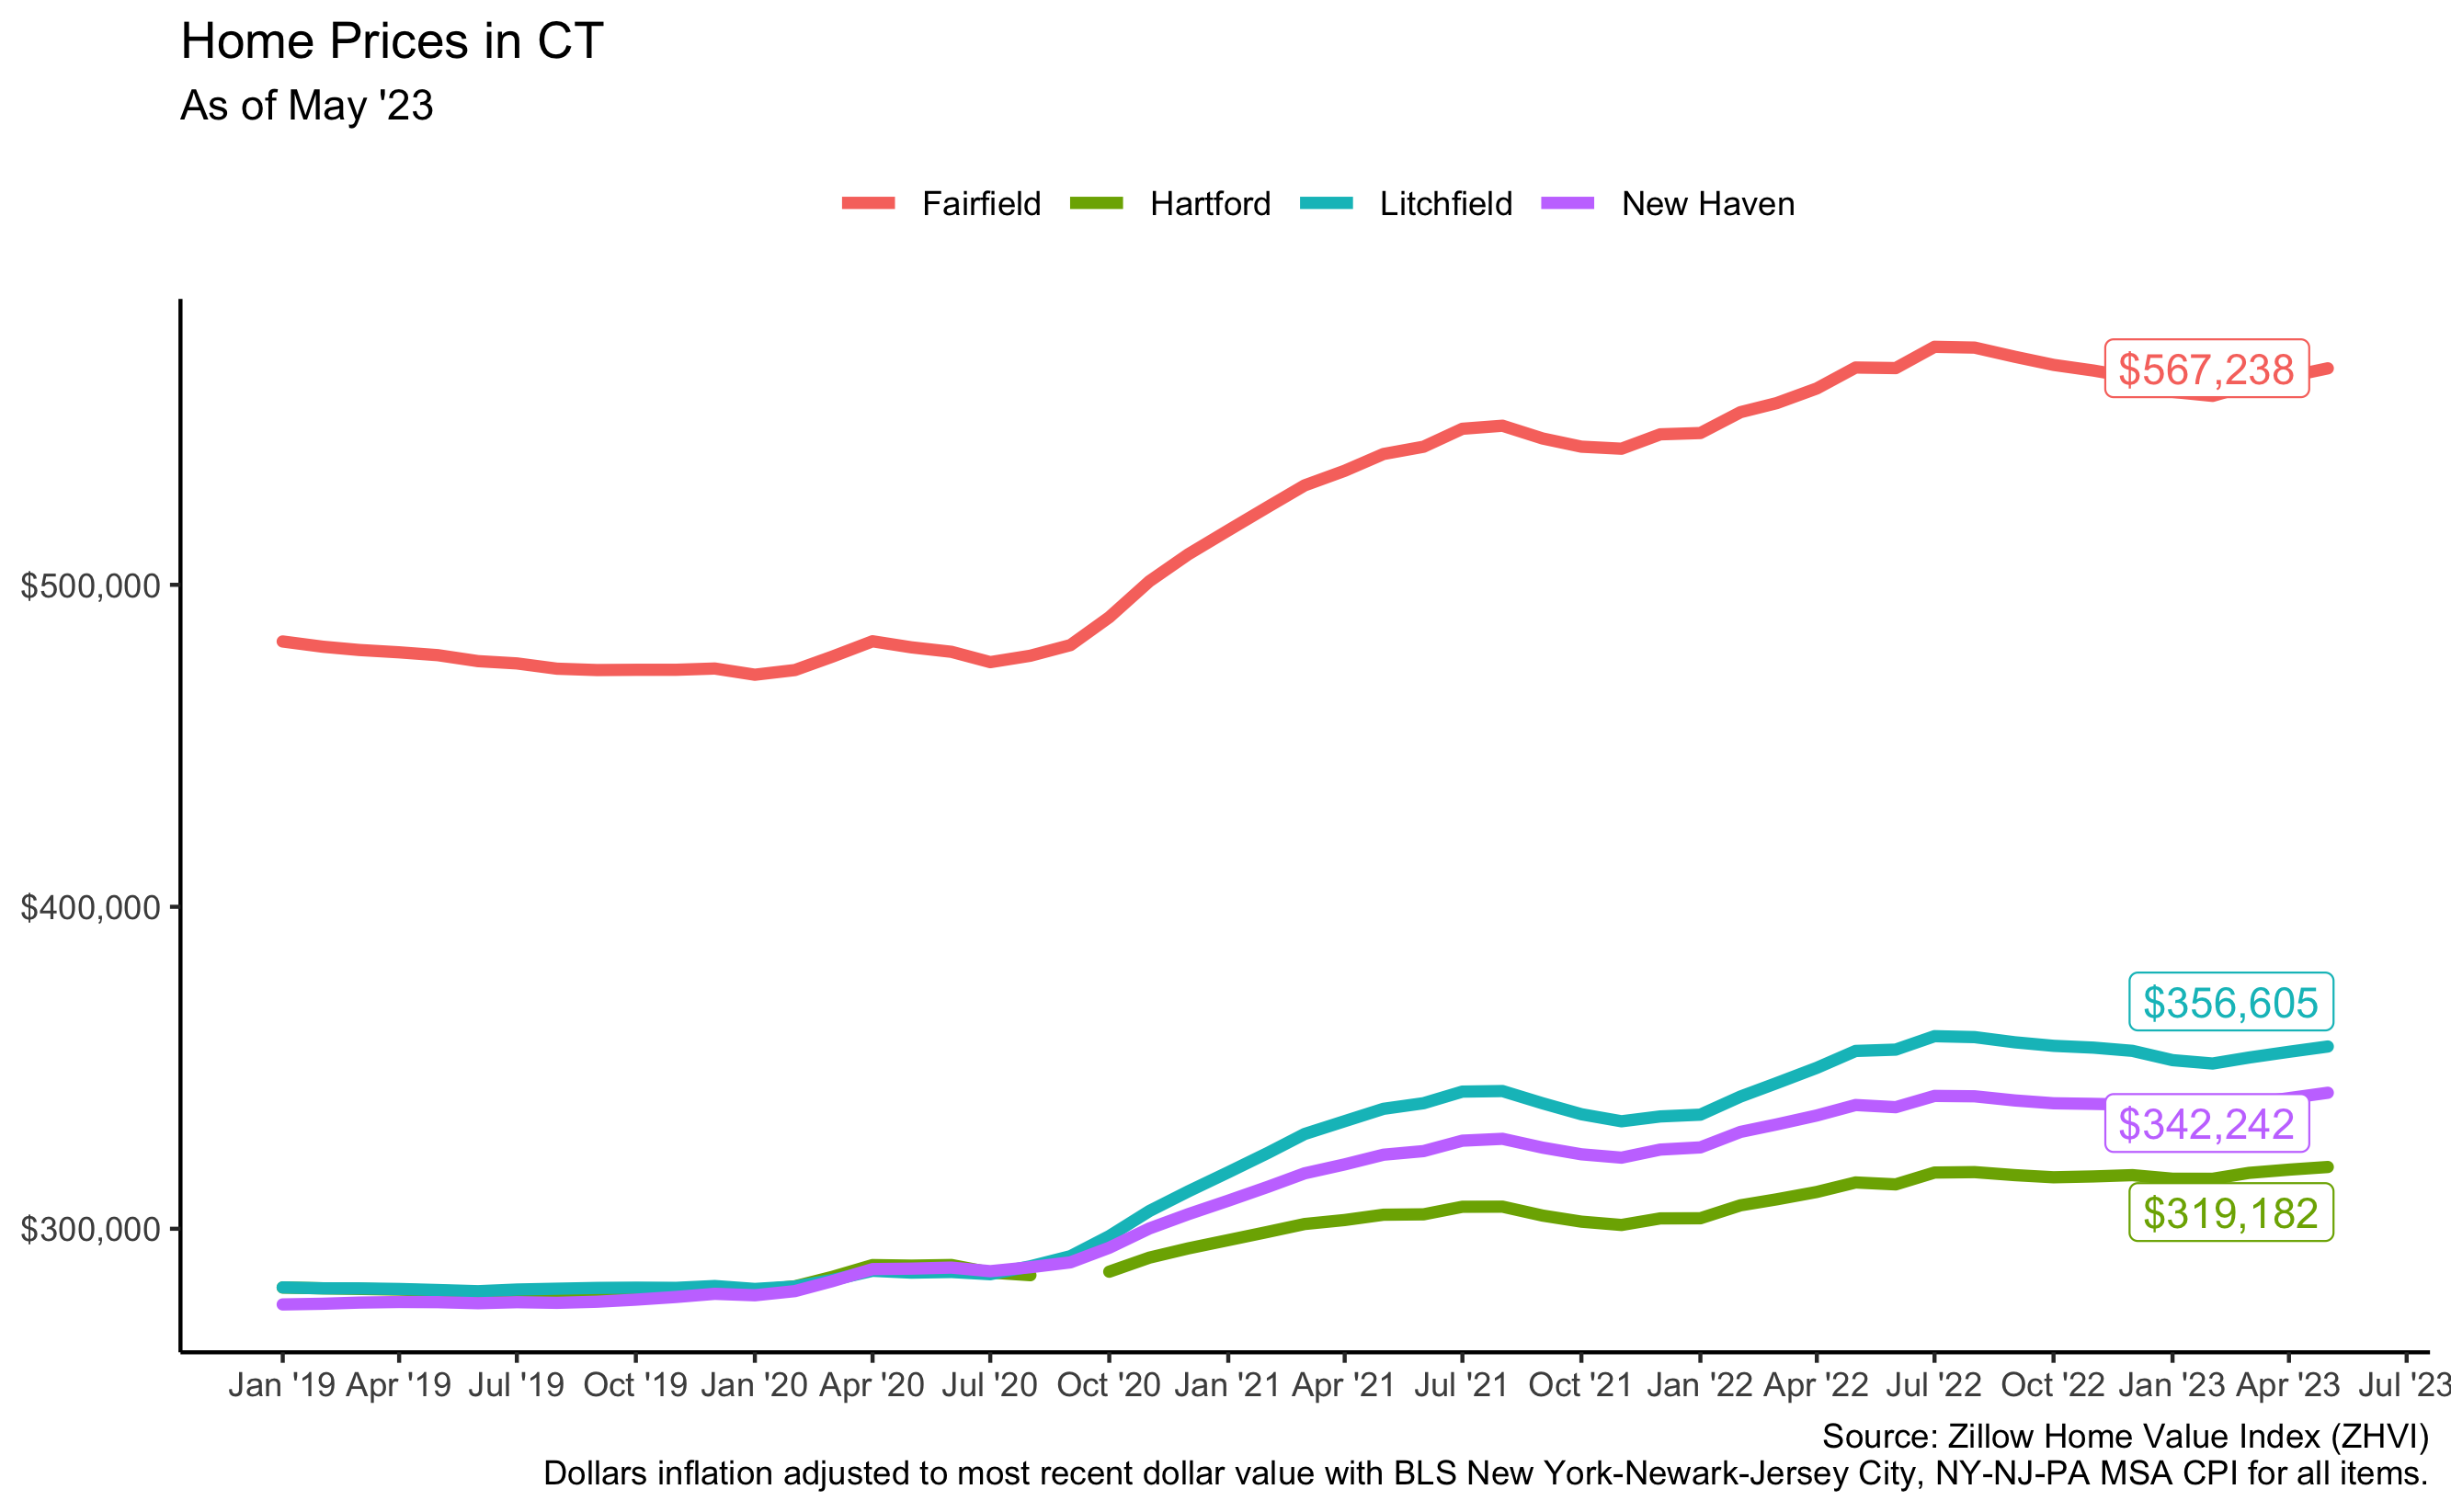 Home Prices in CT
As of May '23
Fairfield Hartford Litchfield New Haven
$567,238
$500,000
$400,000
$356,605
$342,242
$319,182
$300,000
Jan '19 Apr '19 Jul '19 Oct '19 Jan '20 Apr '20 Jul '20 Oct '20 Jan '21 Apr '21 Jul '21 Oct '21 Jan '22 Apr '22 Jul '22 Oct '22 Jan '23 Apr '23 Jul '23
Source: Zillow Home Value Index (ZHVI)
Dollars inflation adjusted to most recent dollar value with BLS New York-Newark-Jersey City, NY-NJ-PA MSA CPI for all items.